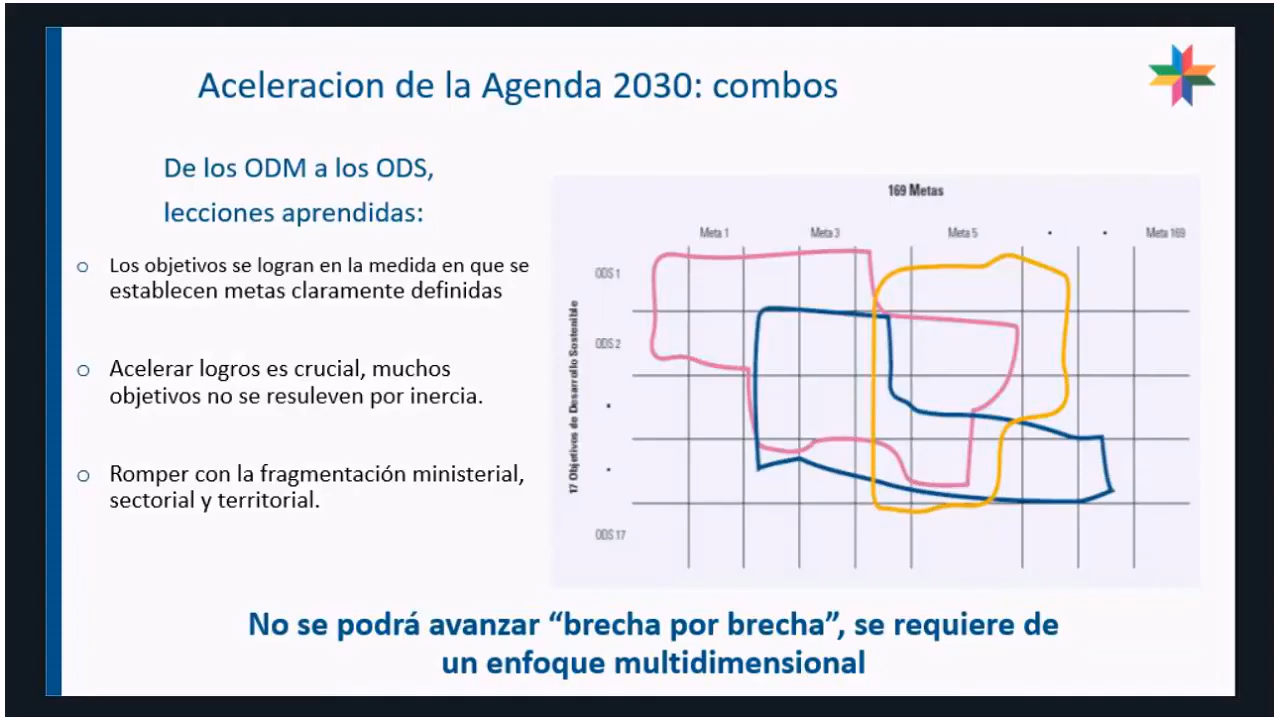 Aceleracion de la Agenda 2030: combos
De los ODM a los ODS,
lecciones aprendidas:
Los objetivos se logran en la medida en que se
establecen metas claramente definidas
Acelerar logros es crucial, muchos
objetivos no se resuleven por inercia.
Romper con la fragmentación ministerial,
sectorial y territorial.
169 Metas
Meta 1 Meta 3 Meta 5 . . Meta 169
17 Objetivos de Desarrollo Sostenible
ODS 1
ODS 2
.
.
ODS 17
No se podrá avanzar “brecha por brecha”, se requiere de
un enfoque multidimensional